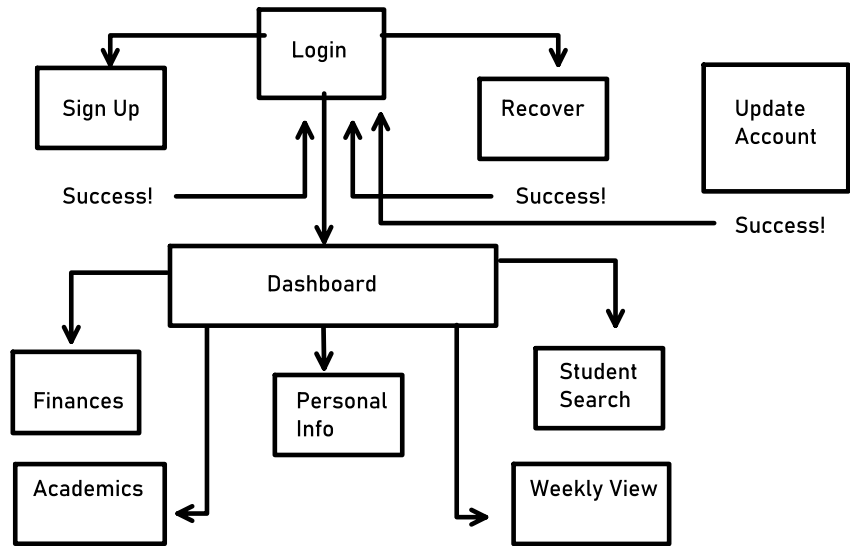 Login
Sign Up
Recover
Update
Account
Success!
Success!
Success!
Dashboard
Finances
Personal
Info
Student
Search
Academics
Weekly View